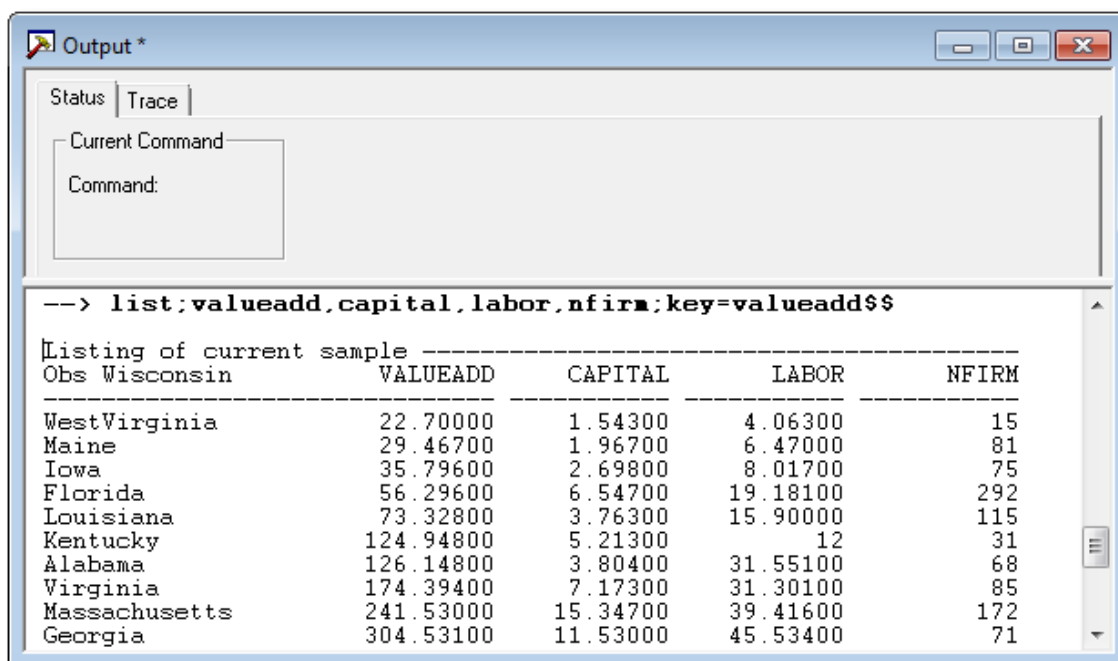 Output *
Status Trace
Current Command
Command:
--> list;valueadd,capital,labor,nfirm;key=valueadd$$
Listing of current sample -----------------------------------------
Obs Wisconsin VALUEADD CAPITAL LABOR NFIRM
------------------------------- ----------- ----------- -----------
WestVirginia 22.70000 1.54300 4.06300 15
Maine 29.46700 1.96700 6.47000 81
Iowa 35.79600 2.69800 8.01700 75
Florida 56.29600 6.54700 19.18100 292
Louisiana 73.32800 3.76300 15.90000 115
Kentucky 124.94800 5.21300 12 31
Alabama 126.14800 3.80400 31.55100 68
Virginia 174.39400 7.17300 31.30100 85
Massachusetts 241.53000 15.34700 39.41600 172
Georgia 304.53100 11.53000 45.53400 71